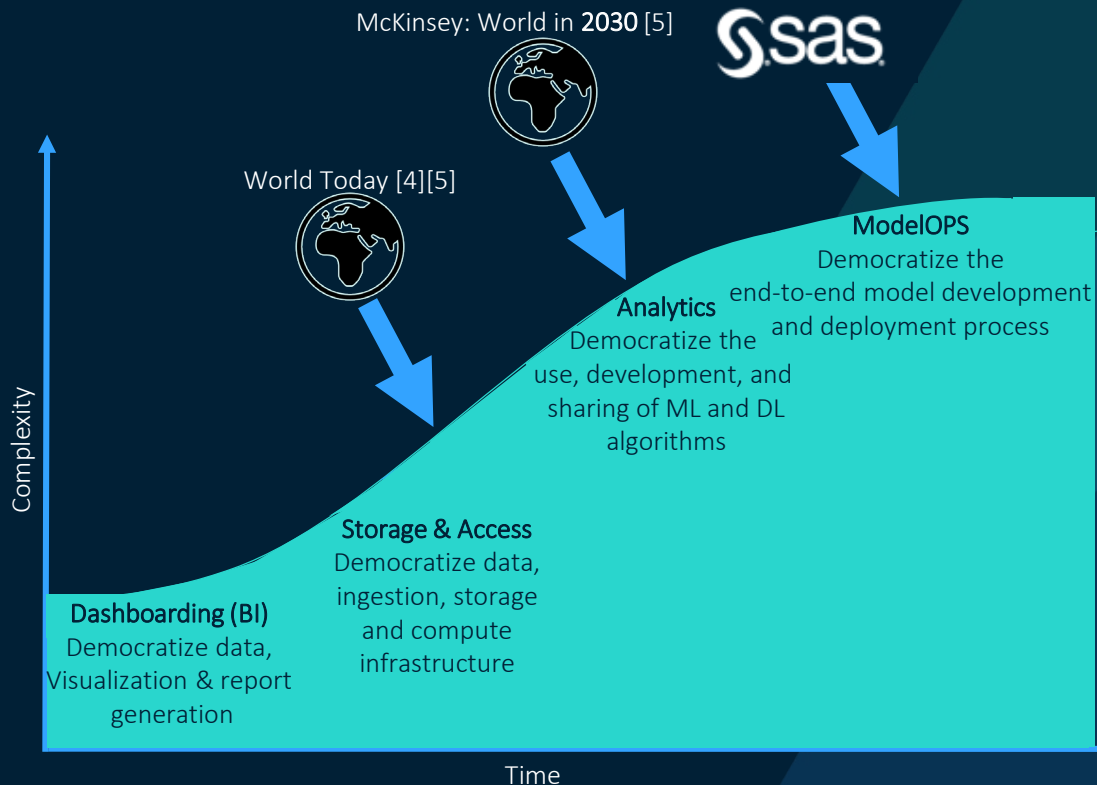 McKinsey: World in 2030 [5]
sas
World Today [4][5]
Complexity
ModelOPS
Democratize the
end-to-end model development
and deployment process
Analytics
Democratize the
use, development, and
sharing of ML and DL
algorithms
Storage & Access
Democratize data,
ingestion, storage
and compute
infrastructure
Dashboarding (BI)
Democratize data,
Visualization & report
generation
Time